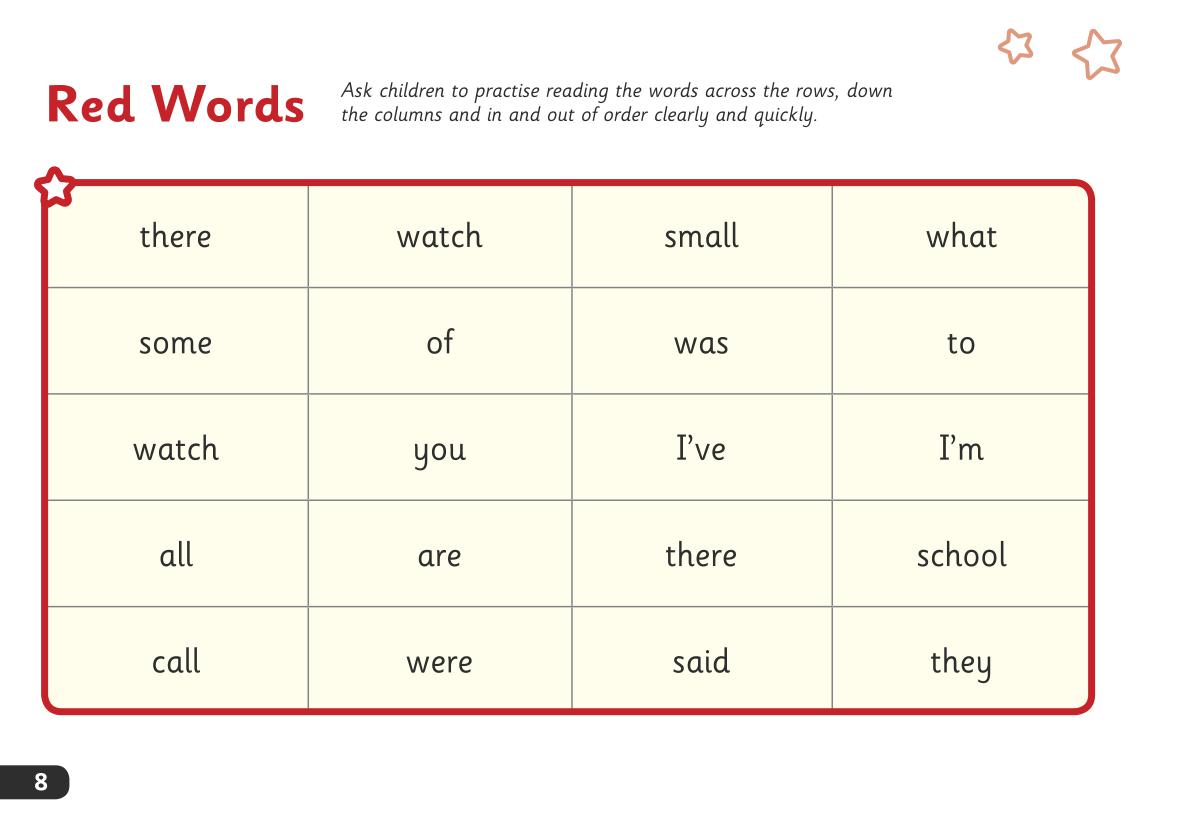 Red Words
Ask children to practise reading the words across the rows, down
the columns and in and out of order clearly and quickly.
there watch small what
some of was to
watch you I’ve I’m
all are there school
call were said they
8